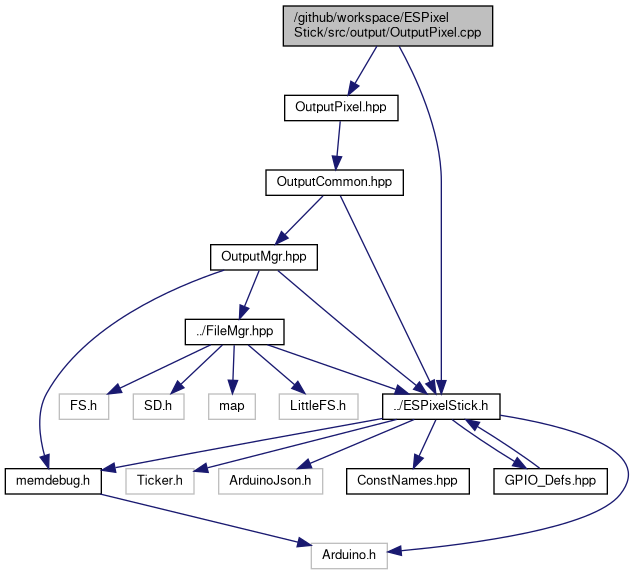 /github/workspace/ESPixel
Stick/src/output/OutputPixel.cpp
OutputPixel.hpp
OutputCommon.hpp
OutputMgr.hpp
../FileMgr.hpp
FS.h
SD.h
map
LittleFS.h
../ESPixelStick.h
memdebug.h
Ticker.h
ArduinoJson.h
ConstNames.hpp
GPIO_Defs.hpp
Arduino.h